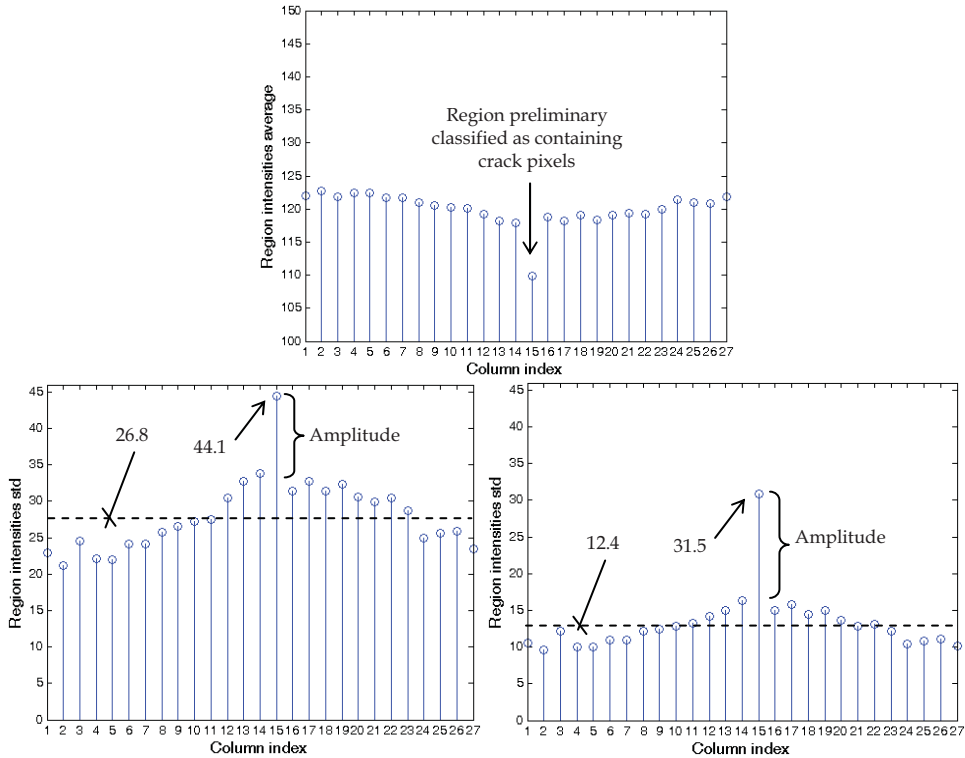 150
145
140
135
130
125
120
115
110
105
100
Region intensities average
Region preliminary
classified as containing
crack pixels
1 2 3 4 5 6 7 8 9 10 11 12 13 14 15 16 17 18 19 20 21 22 23 24 25 26 27
Column index
45
40
35
30
25
20
15
10
5
0
Region intensities std
26.8
44.1
Amplitude
1 2 3 4 5 6 7 8 9 10 11 12 13 14 15 16 17 18 19 20 21 22 23 24 25 26 27
Column index
45
40
35
30
25
20
15
10
5
0
Region intensities std
12.4
31.5
Amplitude
1 2 3 4 5 6 7 8 9 10 11 12 13 14 15 16 17 18 19 20 21 22 23 24 25 26 27
Column index